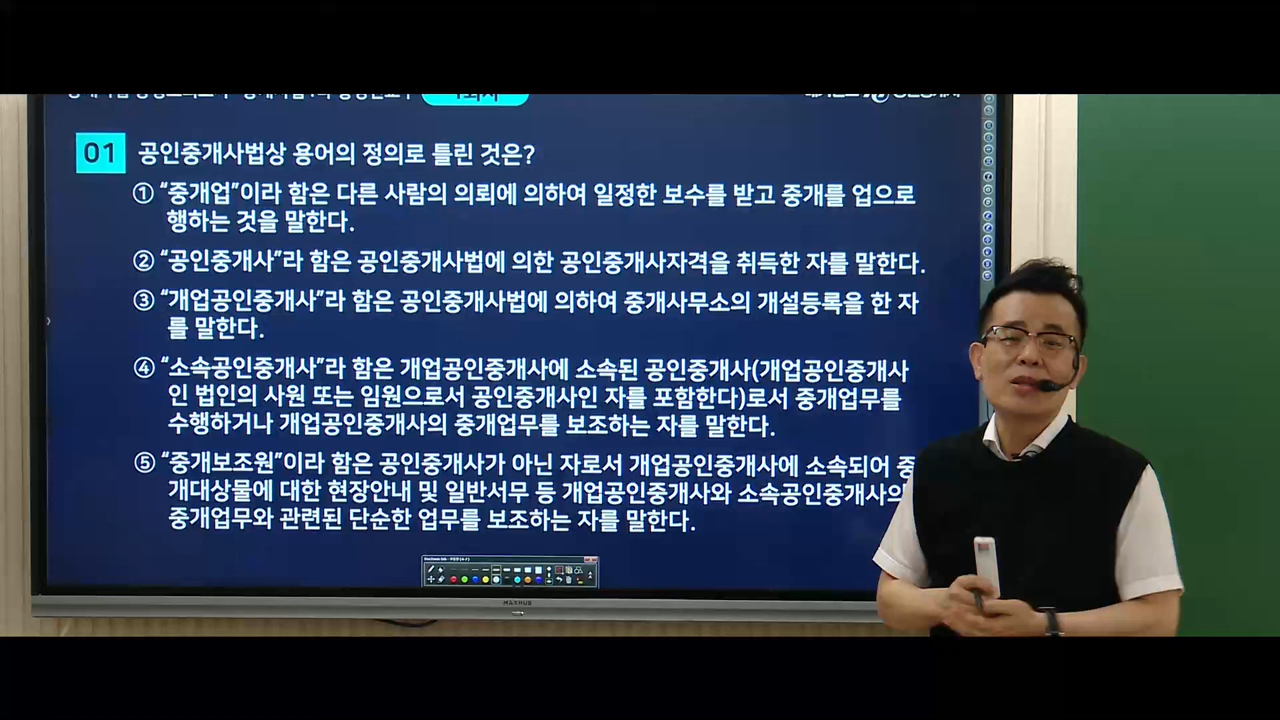 01 공인중개사법상 용어의 정의로 틀린 것은?
① “중개업”이라 함은 다른 사람의 의뢰에 의하여 일정한 보수를 받고 중개를 업으로
행하는 것을 말한다.
② “공인중개사”라 함은 공인중개사법에 의한 공인중개사자격을 취득한 자를 말한다.
③ “개업공인중개사”라 함은 공인중개사법에 의하여 중개사무소의 개설등록을 한 자
를 말한다.
④ “소속공인중개사”라 함은 개업공인중개사에 소속된 공인중개사(개업공인중개사
인 법인의 사원 또는 임원으로서 공인중개사인 자를 포함한다)로서 중개업무를
수행하거나 개업공인중개사의 중개업무를 보조하는 자를 말한다.
⑤ “중개보조원”이라 함은 공인중개사가 아닌 자로서 개업공인중개사에 소속되어 중
개대상물에 대한 현장안내 및 일반서무 등 개업공인중개사와 소속공인중개사의
중개업무와 관련된 단순한 업무를 보조하는 자를 말한다.
MAXHUB